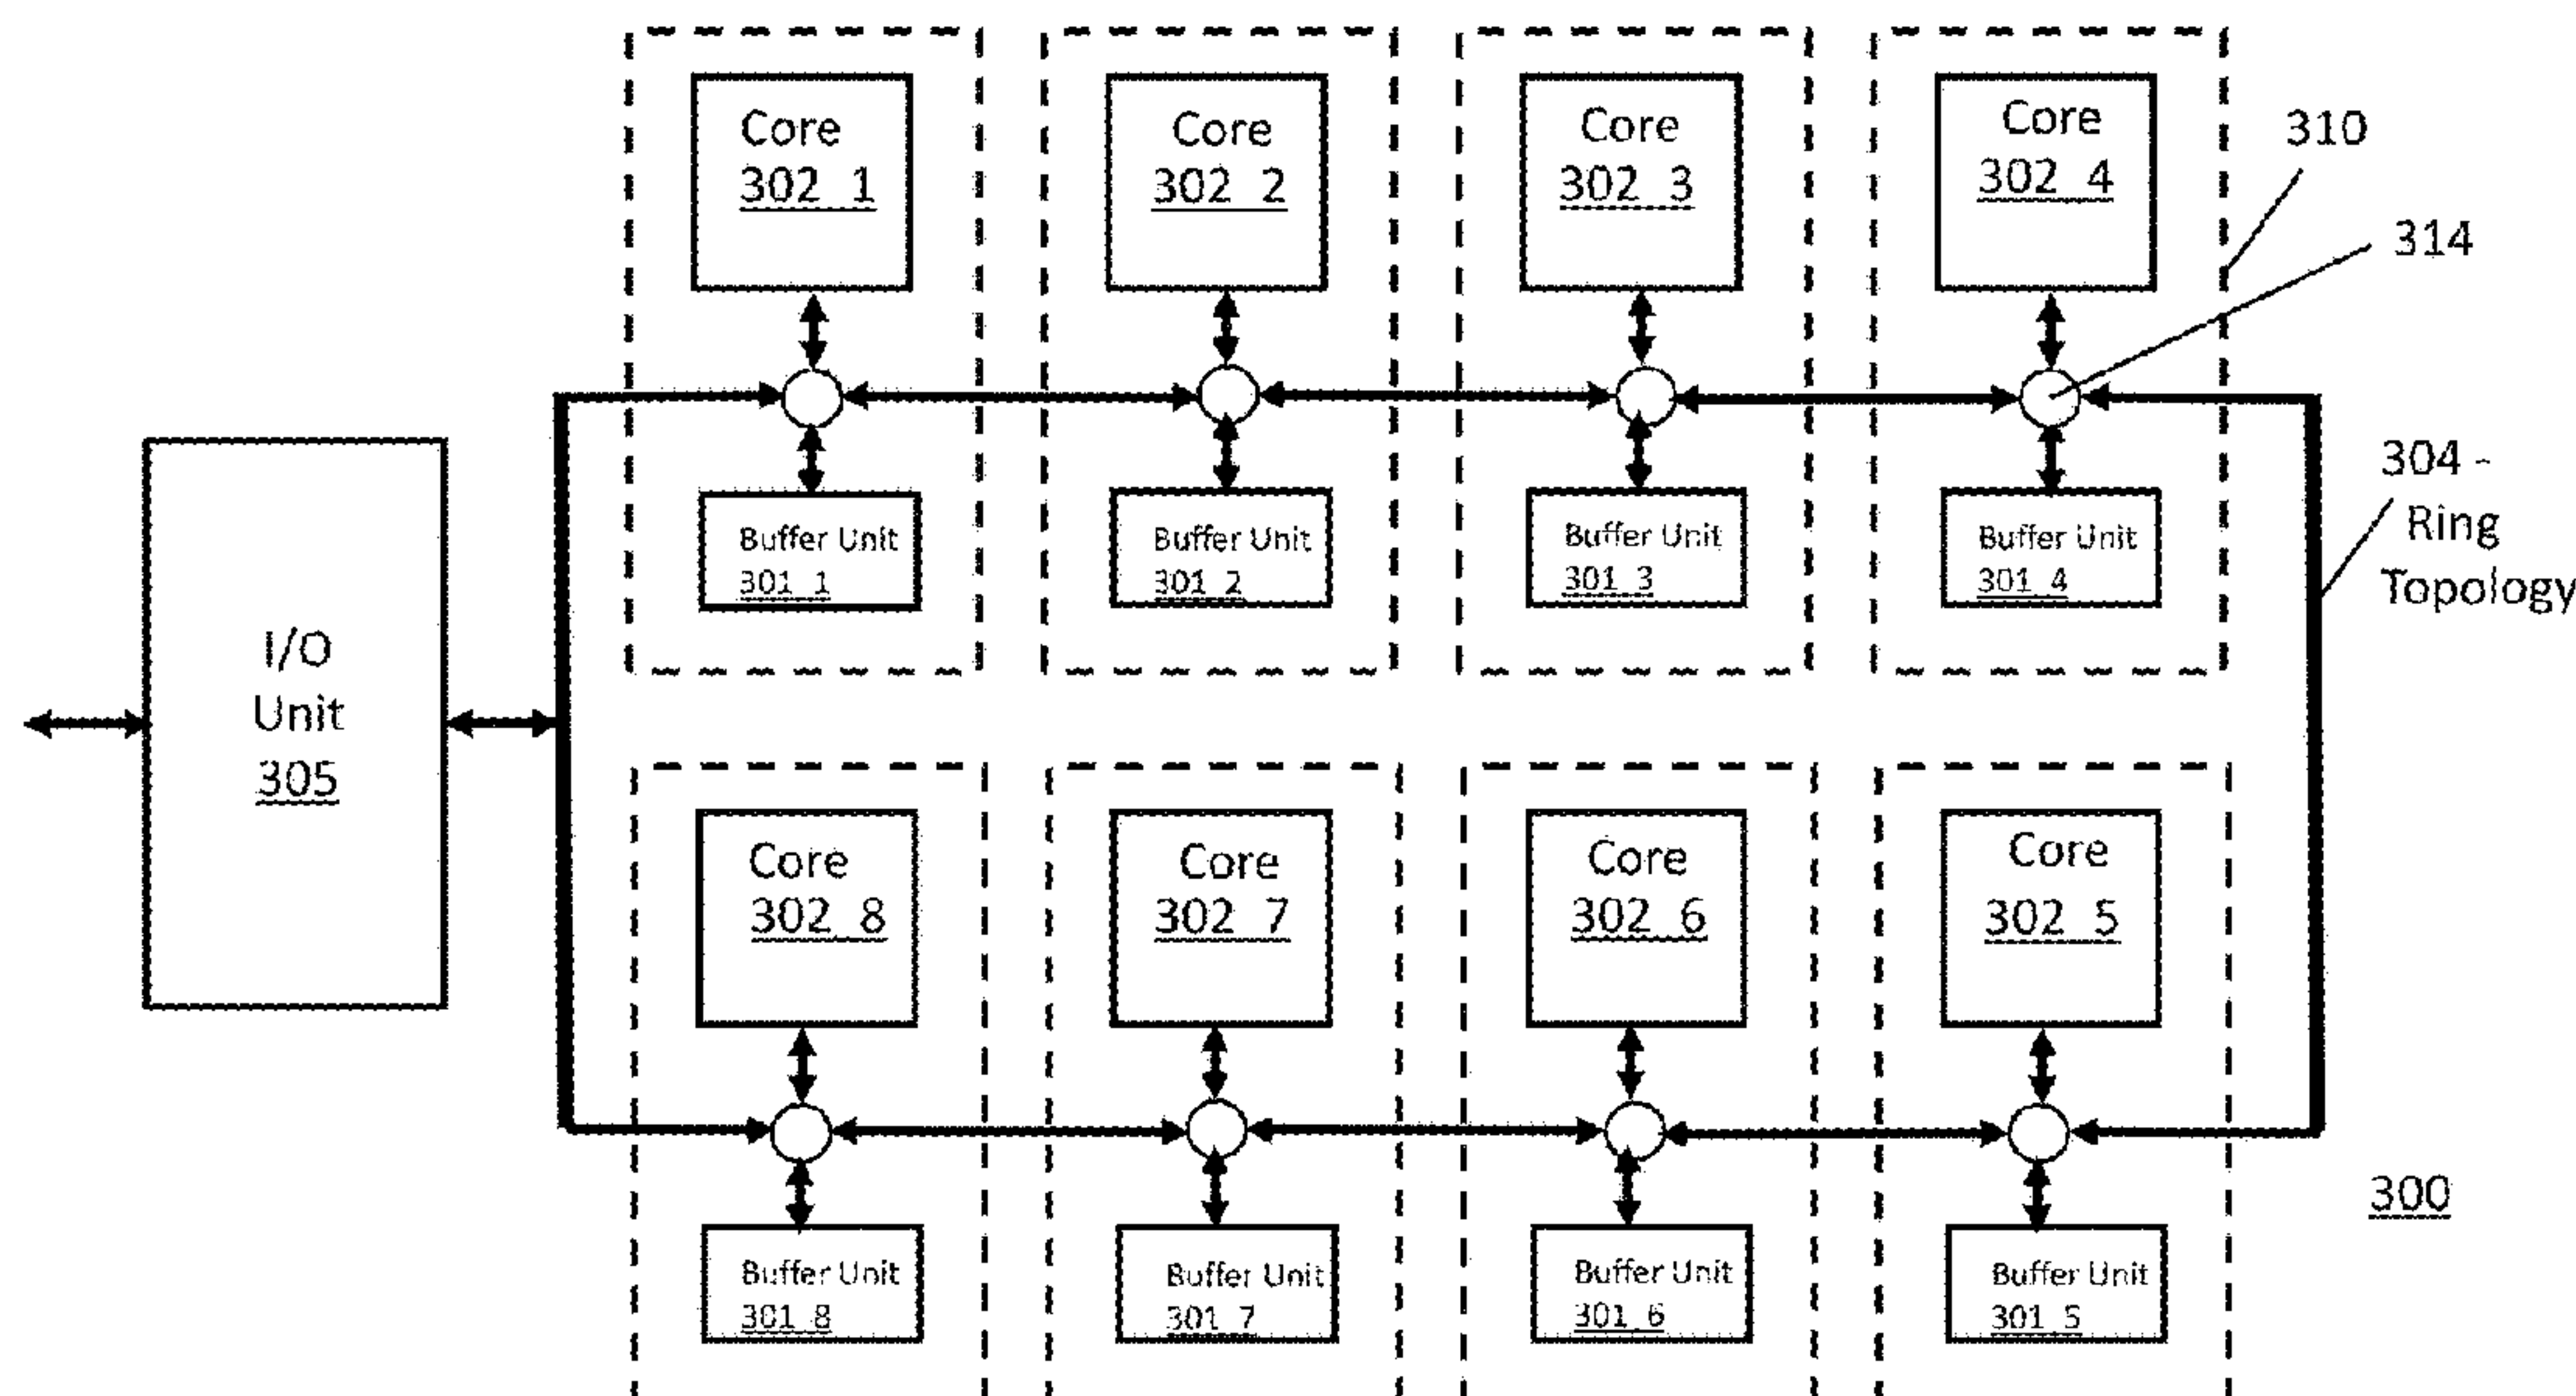 Core
302_1
Core
302_2
Core
302_3
Core
302_4
310
314
Buffer Unit
301_1
Buffer Unit
301_2
Buffer Unit
301_3
Buffer Unit
301_4
304 -
Ring
Topology
I/O
Unit
305
Core
302_8
Core
302_7
Core
302_6
Core
302_5
Buffer Unit
301_8
Buffer Unit
301_7
Buffer Unit
301_6
Buffer Unit
301_5
300